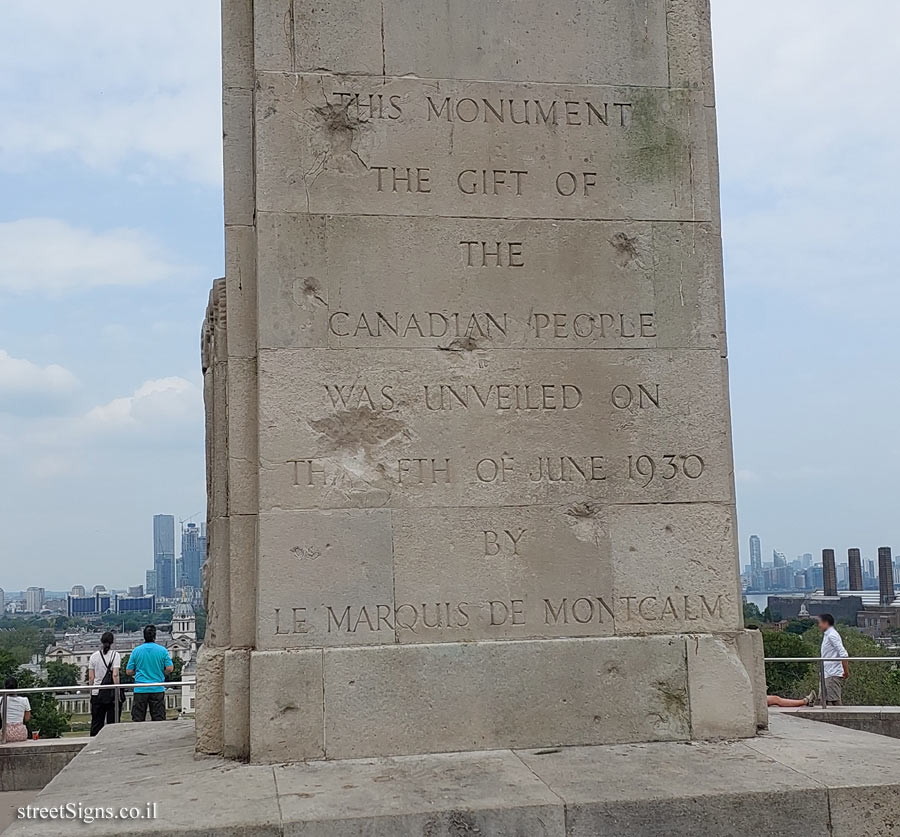 THIS MONUMENT
THE GIFT OF
THE
CANADIAN PEOPLE
WAS UNVEILED ON
OF JUNE 1930
BY
LE MARQUIS DE MONTCALM
streetSigns.co.il